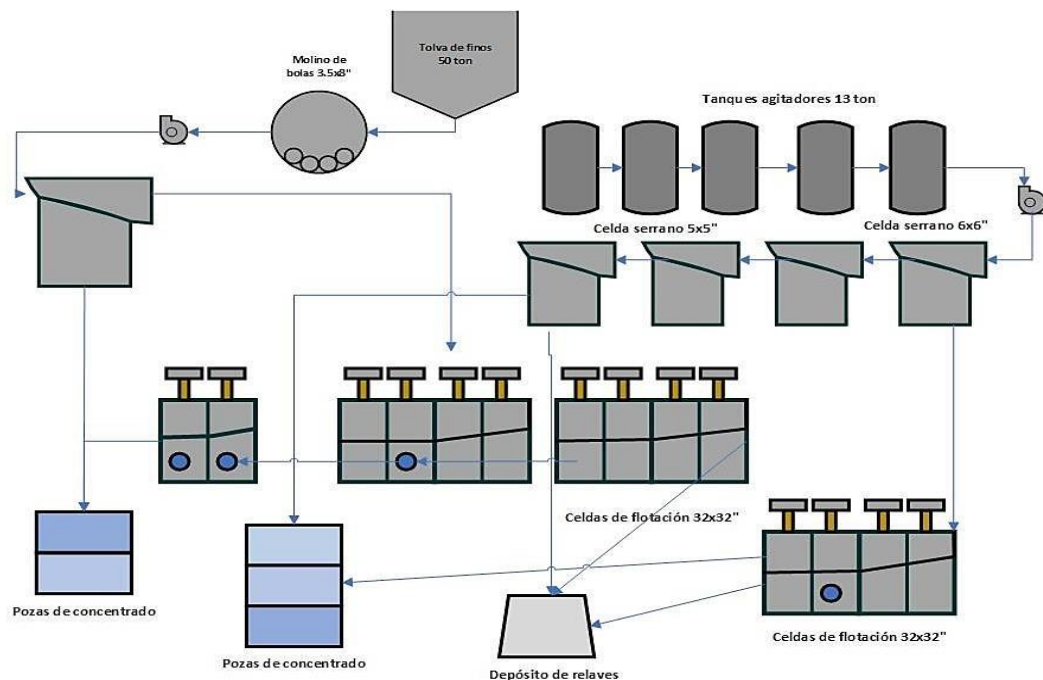 Tolva de finos
50 ton
Molino de
bolas 3.5x8"
Tanques agitadores 13 ton
Celda serrano 5x5"
Celda serrano 6x6"
Celdas de flotación 32x32"
Pozas de concentrado
Pozas de concentrado
Celdas de flotación 32x32"
Depósito de relaves